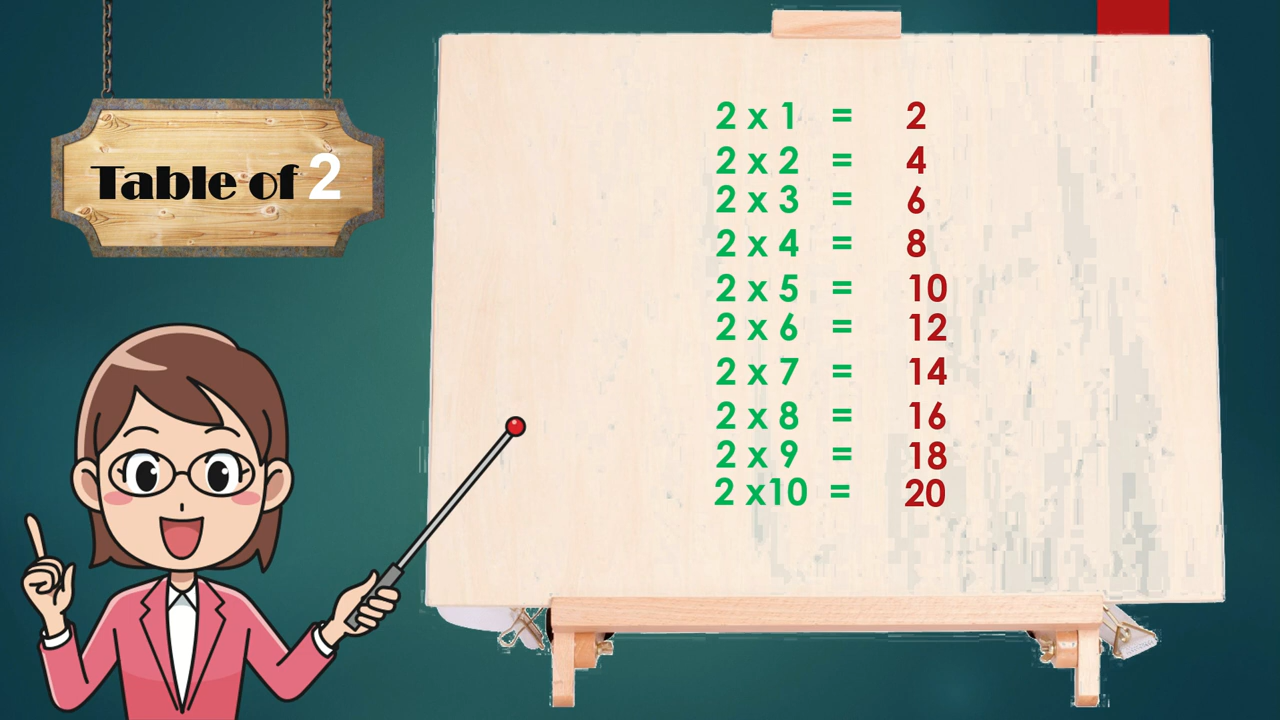 Table of 2
2 x 1 = 2
2 x 2 = 4
2 x 3 = 6
2 x 4 = 8
2 x 5 = 10
2 x 6 = 12
2 x 7 = 14
2 x 8 = 16
2 x 9 = 18
2 x10 = 20